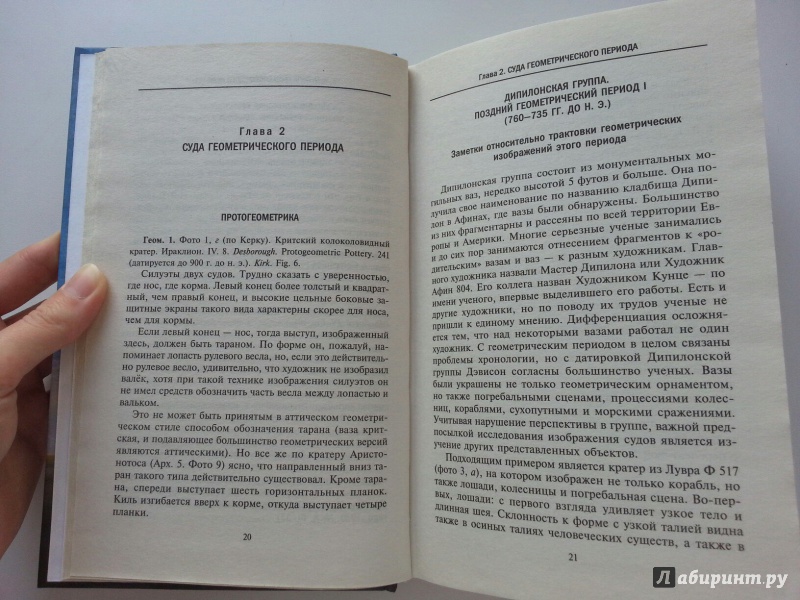 Глава 2
СУДА ГЕОМЕТРИЧЕСКОГО ПЕРИОДА
ПРОТОГЕОМЕТРИКА
Геом. 1. Фото 1, г (по Керку). Критский колоколовидный
кратер. Ираклион. IV. 8. Desborough. Protogeometric Pottery. 241
(датируется до 900 г. до н. э.). Kirk. Fig. 6.
Силуэты двух судов. Трудно сказать с уверенностью,
где нос, где корма. Левый конец более толстый и квадрат-
ный, чем правый конец, и высокие цельные боковые за-
щитные экраны такого вида характерны скорее для носа,
чем для кормы.
Если левый конец — нос, тогда выступ, изображенный
здесь, должен быть тараном. По форме он, пожалуй, на-
поминает лопасть рулевого весла, но, если это действитель-
но рулевое весло, удивительно, что художник не изобразил
валёк, хотя при такой технике изображения силуэтов он
не имел средств обозначить часть весла между лопастью и
вальком.
Это не может быть принятым в аттическом геометри-
ческом стиле способом обозначения тарана (ваза крит-
ская, и подавляющее большинство геометрических версий
являются аттическими). Но все же по кратеру Аристо-
нотоса (Арх. 5. Фото 9) ясно, что направленный вниз та-
ран такого типа действительно существовал. Кроме тара-
на, спереди выступает шесть горизонтальных планок.
Киль изгибается вверх к корме, откуда выступает четыре
планки.
20
Глава 2. СУДА ГЕОМЕТРИЧЕСКОГО ПЕРИОДА
ДИПИЛОНСКАЯ ГРУППА.
ПОЗДНИЙ ГЕОМЕТРИЧЕСКИЙ ПЕРИОД I
(760—735 ГГ. ДО Н. Э.)
Заметки относительно трактовки геометрических
изображений этого периода
Дипилонская группа состоит из монументальных мо-
гильных ваз, нередко высотой 5 футов и больше. Она по-
лучила свое наименование по названию кладбища Дипи-
лон в Афинах, где вазы были обнаружены. Большинство
из них фрагментарны и рассеяны по всей территории Ев-
ропы и Америки. Многие серьезные ученые занимались
и до сих пор занимаются отнесением фрагментов к «ро-
дительским» вазам и ваз — к разным художникам. Глав-
ного художника назвали Мастер Дипилона или Художник
Афин 804. Его коллега назван Художником Кунце — по
имени ученого, впервые выделившего его работы. Есть и
другие художники, но по поводу их трудов ученые не
пришли к единому мнению. Дифференциация осложня-
ется тем, что над некоторыми вазами работал не один
художник. С геометрическим периодом в целом связаны
проблемы хронологии, но с датировкой Дипилонской
группы Дэвисон согласны большинство ученых. Вазы
были украшены не только геометрическим орнаментом,
но также погребальными сценами, процессиями колес-
ниц, кораблями, сухопутными и морскими сражениями.
Учитывая нарушение перспективы в группе, важной пред-
посылкой исследования изображения судов является из-
учение других представленных объектов.
Подходящим примером является кратер из Лувра Ф 517
(фото 3, а), на котором изображен не только корабль, но
также лошади, колесницы и погребальная сцена. Во-пер-
вых, лошади: с первого взгляда удивляет узкое тело и
длинная шея. Склонность к форме с узкой талией видна
также в осиных талиях человеческих существ, а также в
21
Лабиринт.ру